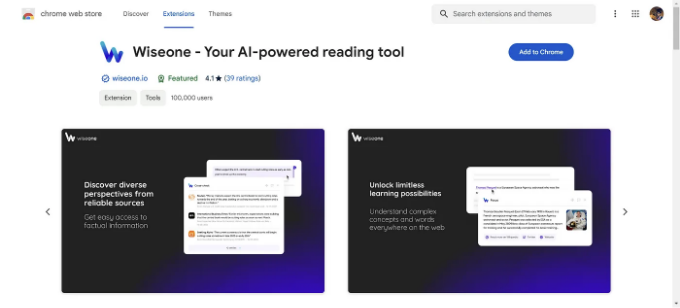 chrome web store
Discover
Extensions
Themes
Search extensions and themes
Wiseone - Your AI-powered reading tool
Add to Chrome
wiseone.io
Featured
4.1★ (39 ratings)
Extension
Tools
100,000 users
wiseone
Discover diverse
perspectives from
reliable sources
Get easy access to
factual information
wiseone
Unlock limitless
learning possibilities
Understand complex
concepts and words
everywhere on the web